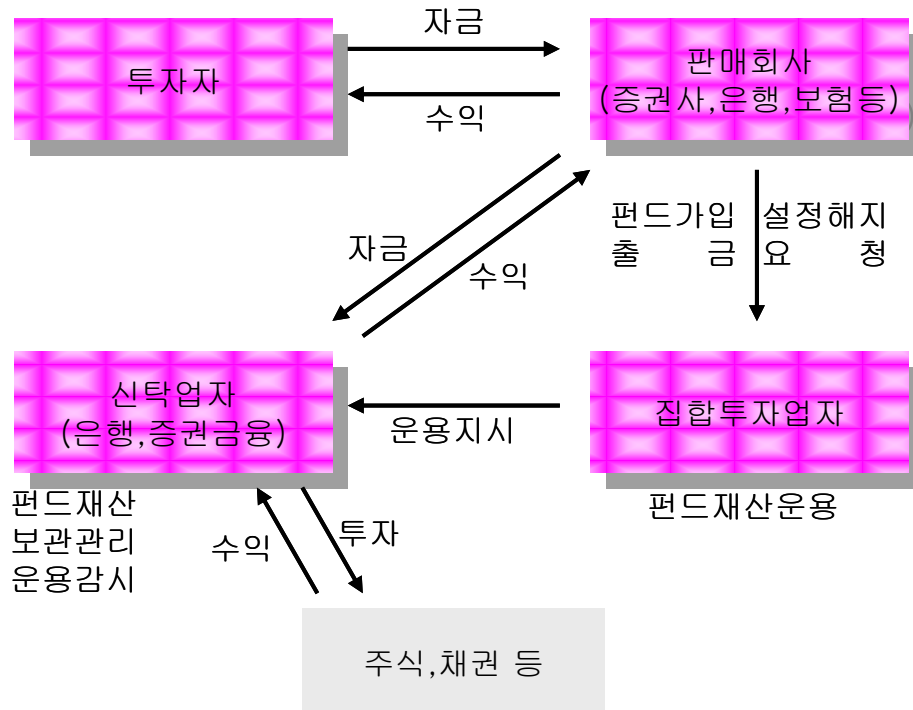 자금
투자자
판매회사
(증권사,은행,보험등)
수익
펀드가입 설정해지
출 금 요 청
자금
수익
신탁업자
(은행,증권금융)
운용지시
집합투자업자
펀드재산
보관관리
운용감시
펀드재산운용
수익
투자
주식,채권 등